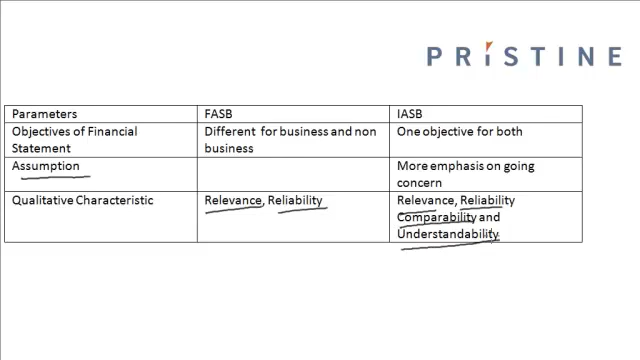 PRISTINE
Parameters FASB IASB
Objectives of Financial Different for business and non One objective for both
Statement business
Assumption More emphasis on going
concern
Qualitative Characteristic Relevance, Reliability Relevance, Reliability
Comparability and
Understandability